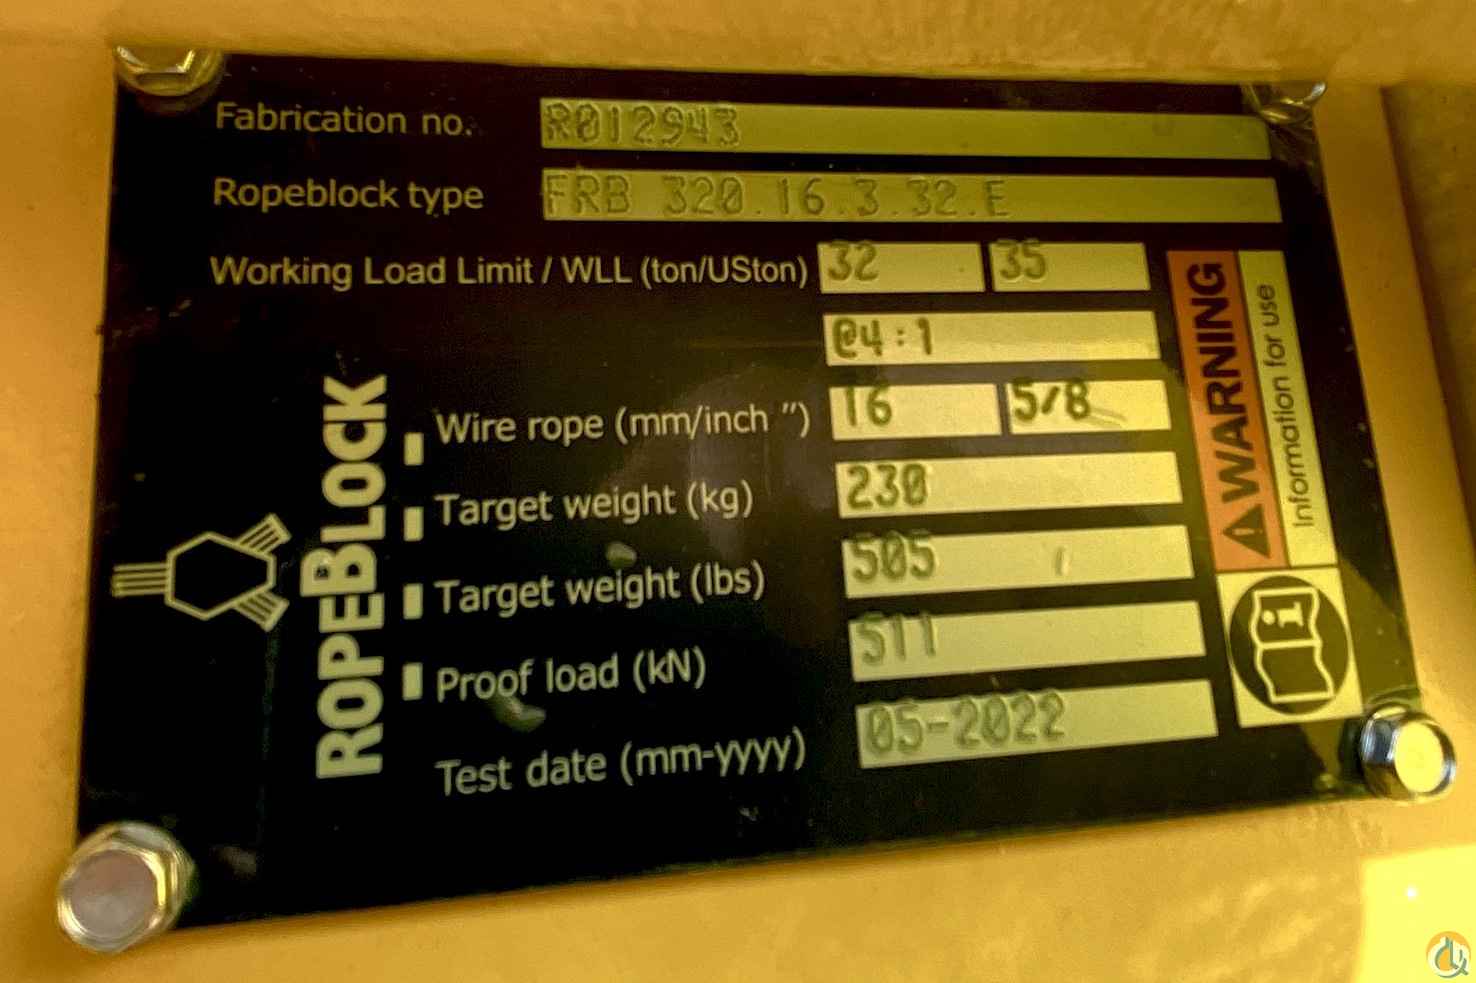 Fabrication no. R012943
Ropeblock type FRB 320.16.3.32.E
Working Load Limit / WLL (ton/USton) 32 35
@4:1
Wire rope (mm/inch ") 16 5/8
Target weight (kg) 230
Target weight (lbs) 505
Proof load (kN) 511
Test date (mm-yyyy) 05-2022
ROPEBLOCK
WARNING
Information for use